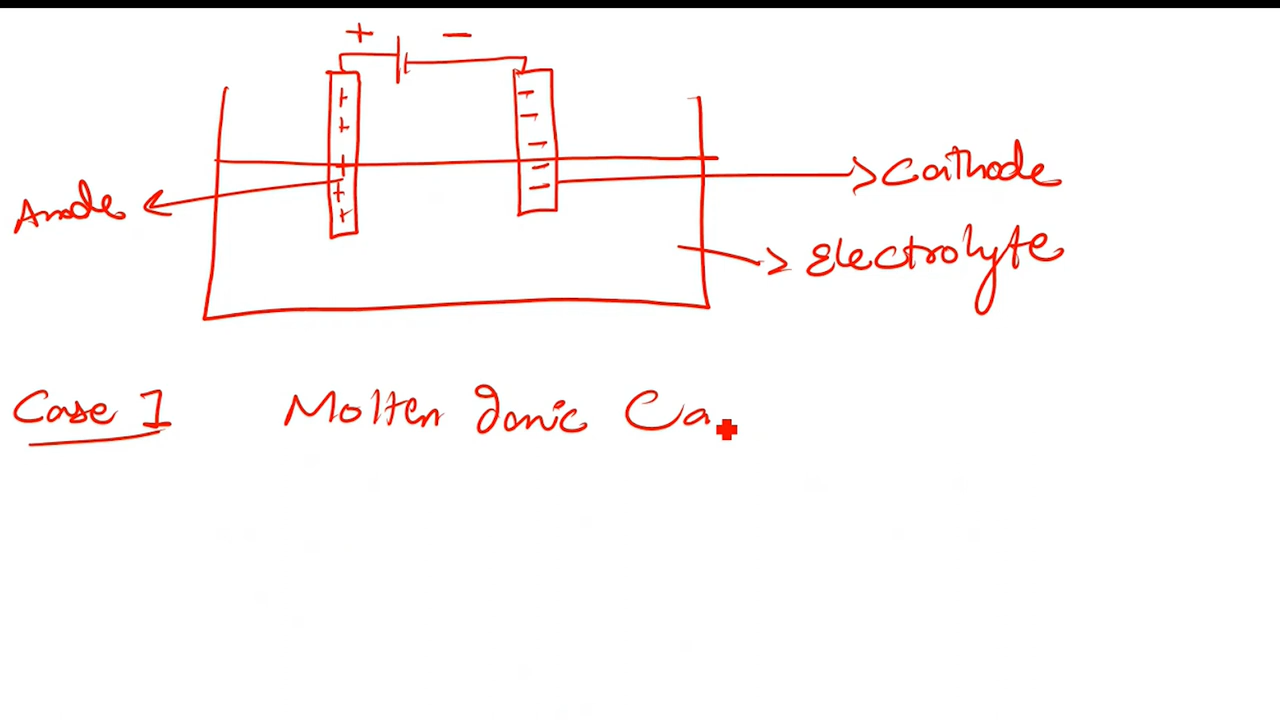 + −
+ −
+ −
−
+ −
Cathode
+ −
Anode
+
Electrolyte
Case I Molten Ionic Ca